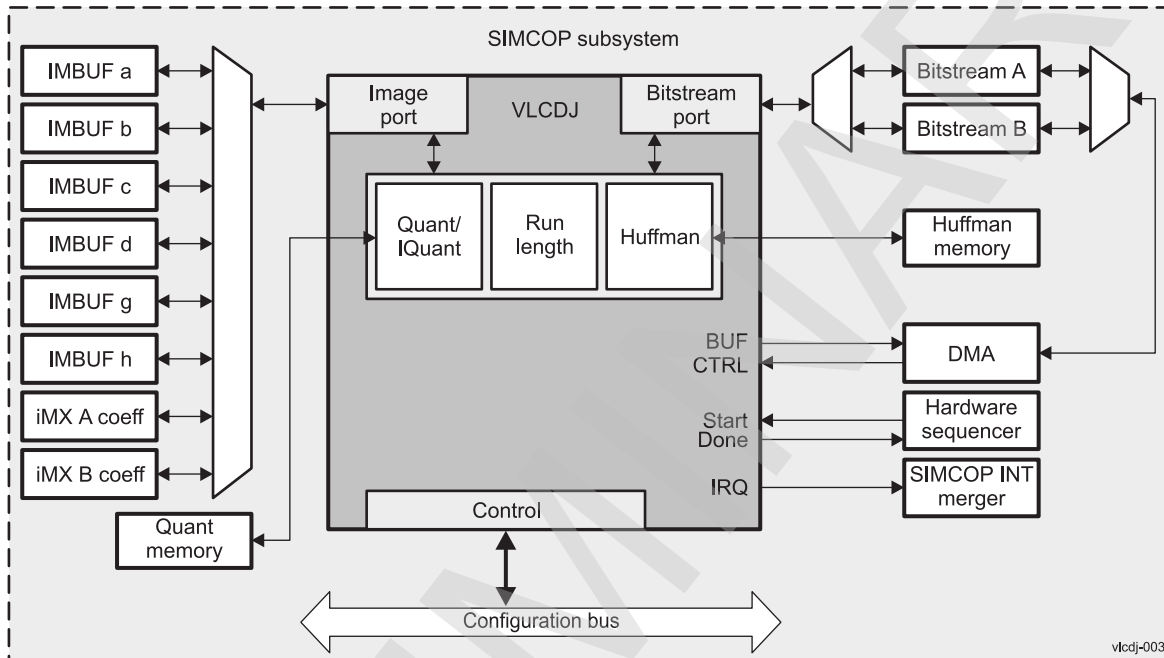 SIMCOP subsystem
IMBUF a
IMBUF b
IMBUF c
IMBUF d
IMBUF g
IMBUF h
iMX A coeff
iMX B coeff
Quant
memory
Image
port
VLCDJ
Bitstream
port
Quant/
IQuant
Run
length
Huffman
BUF
CTRL
Start
Done
IRQ
Control
Configuration bus
Bitstream A
Bitstream B
Huffman
memory
DMA
Hardware
sequencer
SIMCOP INT
merger
vlcdj-003